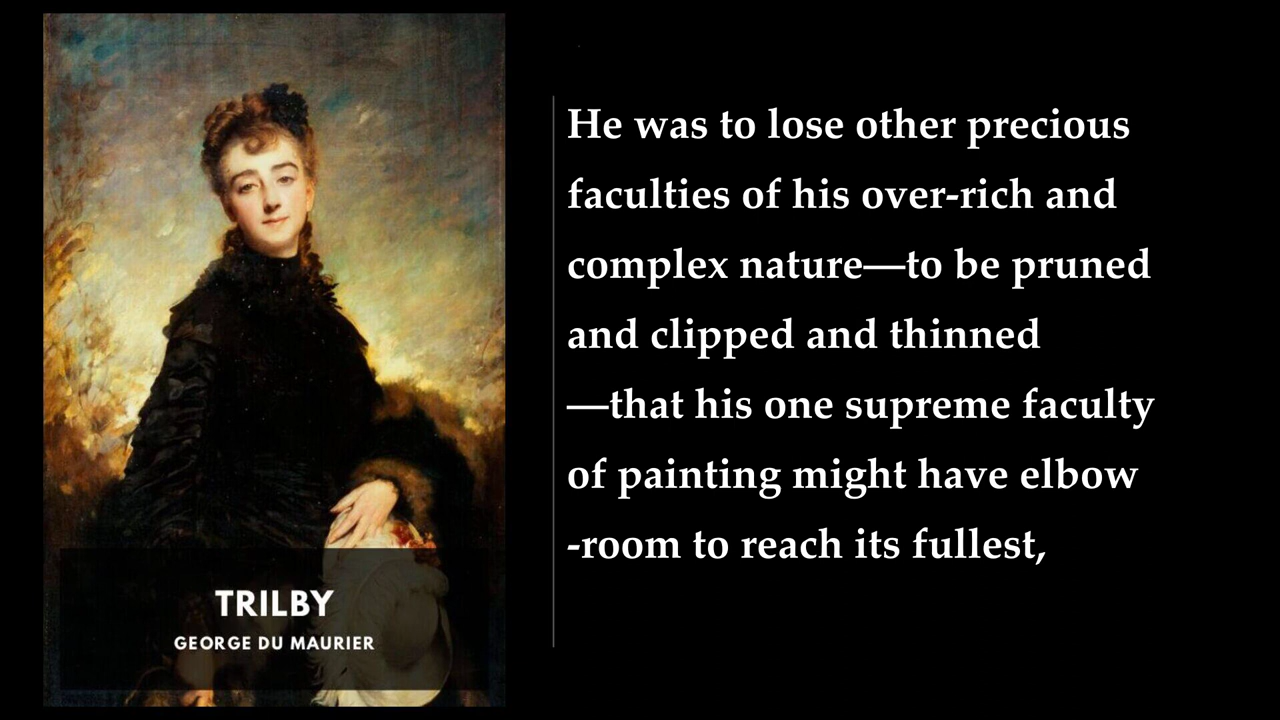 TRILBY
GEORGE DU MAURIER
He was to lose other precious
faculties of his over-rich and
complex nature—to be pruned
and clipped and thinned
—that his one supreme faculty
of painting might have elbow
-room to reach its fullest,